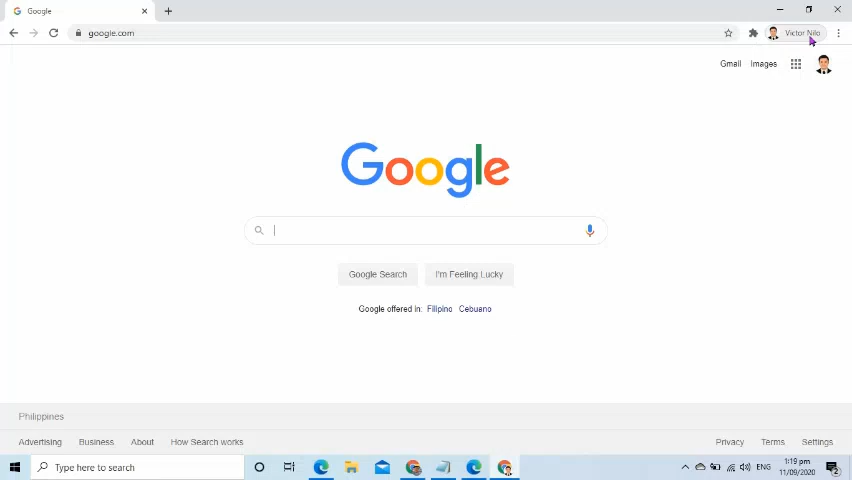 Google
google.com
Victor Nilo
Gmail Images
Google
Google Search I'm Feeling Lucky
Google offered in: Filipino Cebuano
Philippines
Advertising Business About How Search works Privacy Terms Settings
Type here to search
ENG
1:19 pm
11/09/2020
2